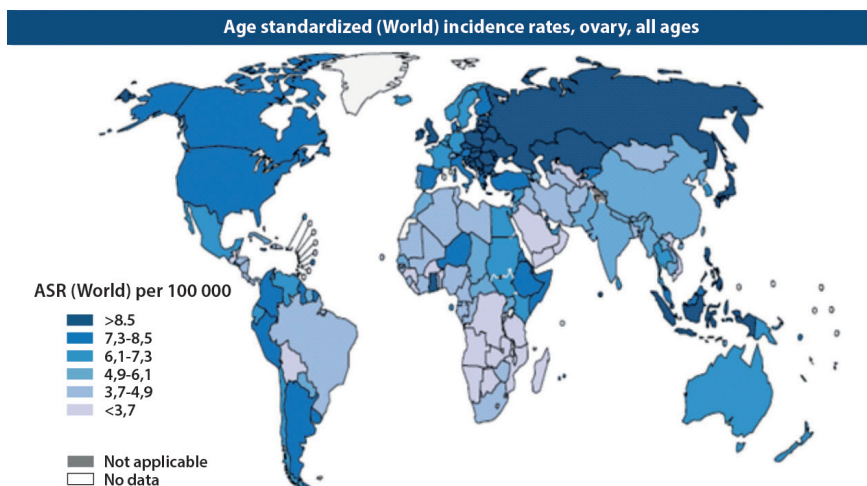 Age standardized (World) incidence rates, ovary, all ages
ASR (World) per 100 000
>8.5
7,3-8,5
6,1-7,3
4,9-6,1
3,7-4,9
<3,7
Not applicable
No data